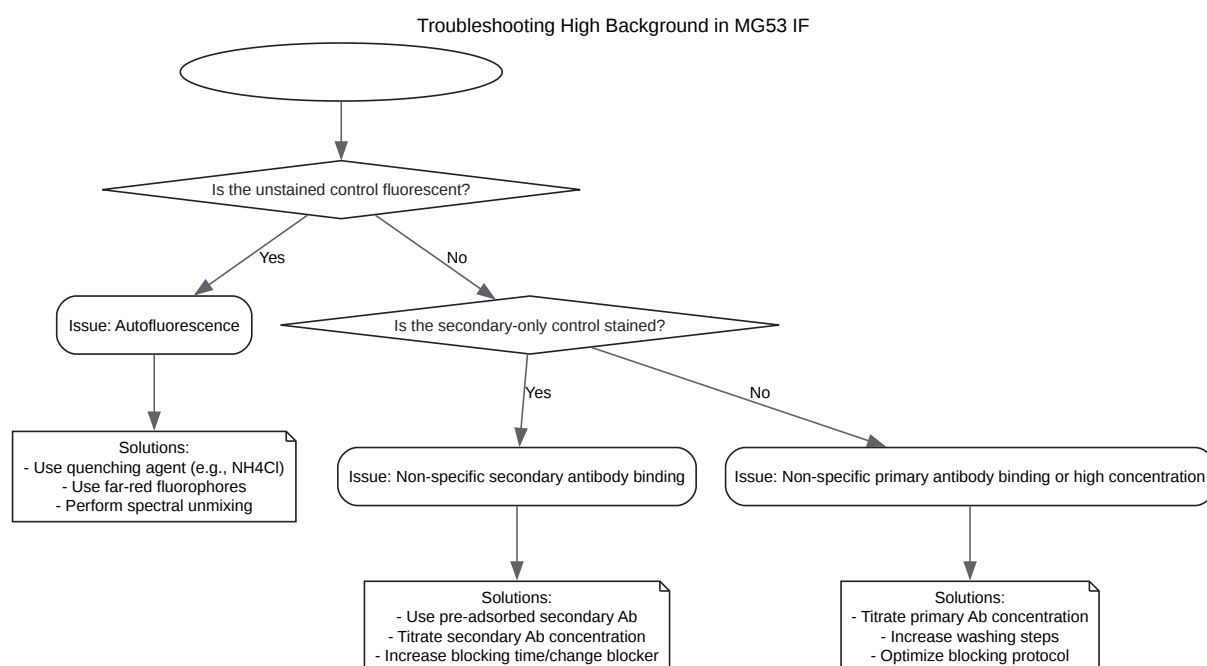 Troubleshooting High Background in MG53 IF
Is the unstained control fluorescent?
Yes
No
Issue: Autofluorescence
Is the secondary-only control stained?
Yes
No
Solutions:
- Use quenching agent (e.g., NH4Cl)
- Use far-red fluorophores
- Perform spectral unmixing
Issue: Non-specific secondary antibody binding
Issue: Non-specific primary antibody binding or high concentration
Solutions:
- Use pre-adsorbed secondary Ab
- Titrate secondary Ab concentration
- Increase blocking time/change blocker
Solutions:
- Titrate primary Ab concentration
- Increase washing steps
- Optimize blocking protocol